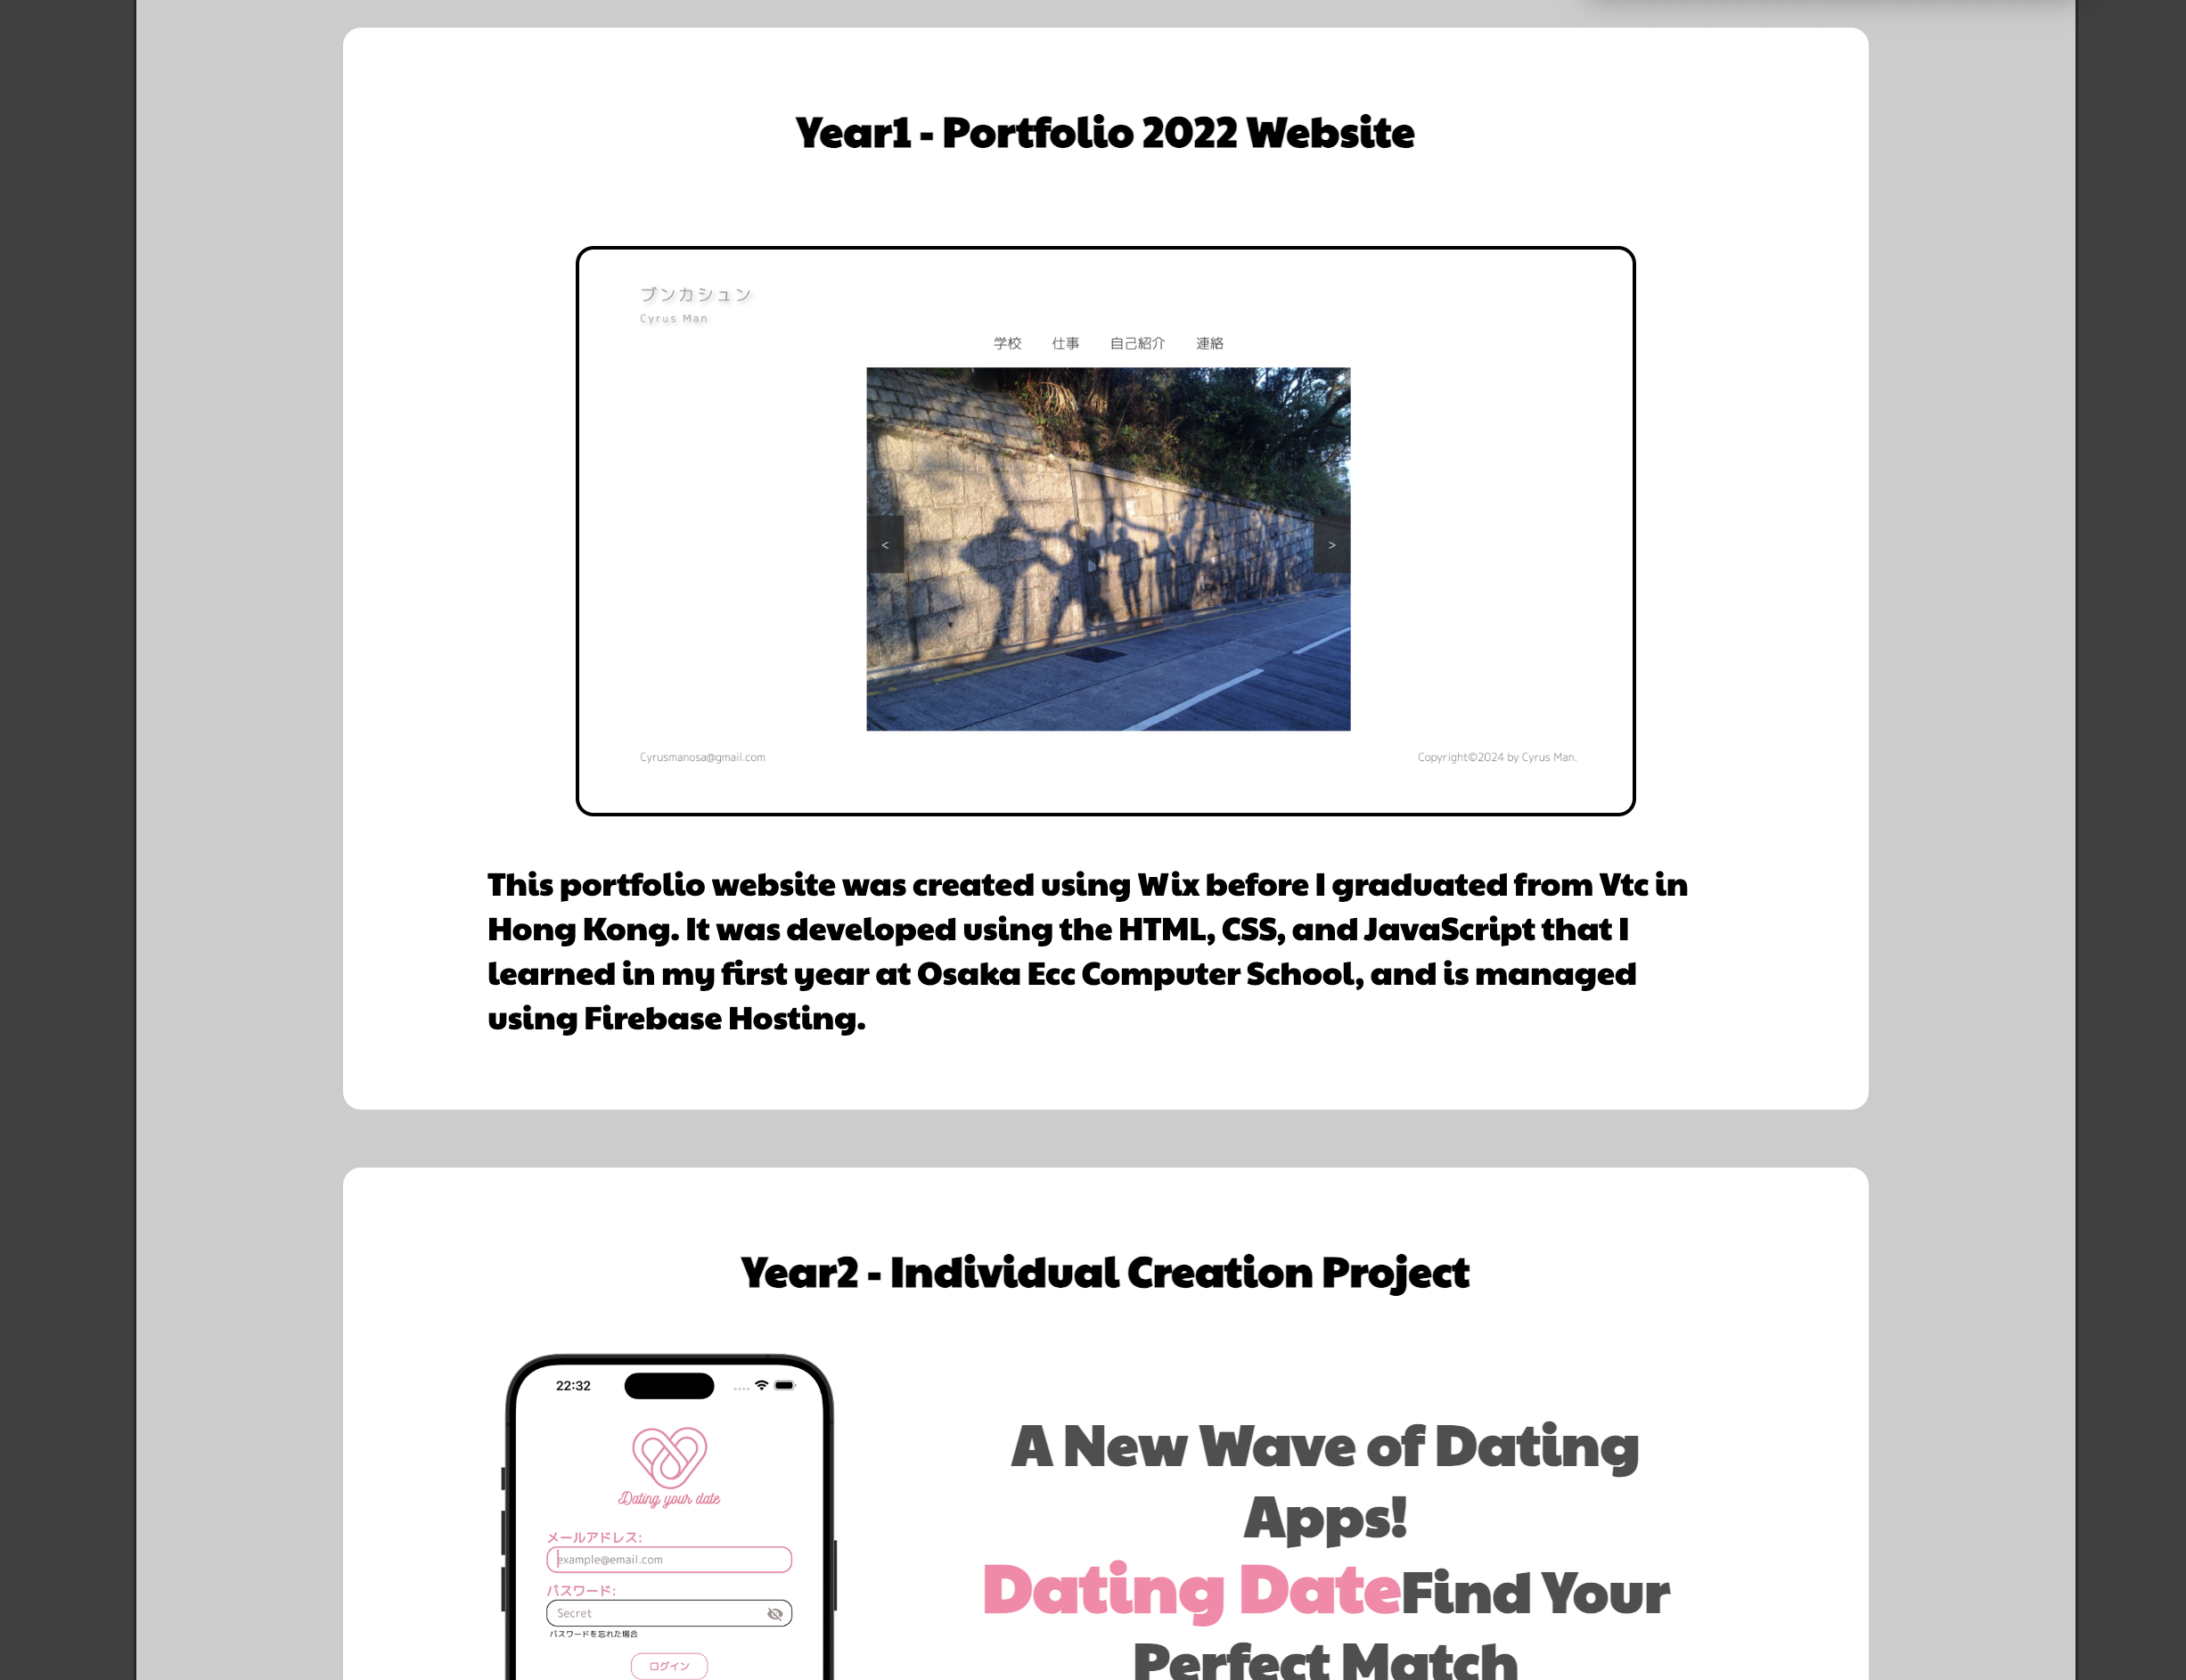 Year1 - Portfolio 2022 Website
ブンカシュン
Cyrus Man
学校 仕事 自己紹介 連絡
< >
Cyrusmanosa@gmail.com Copyright©2024 by Cyrus Man.
This portfolio website was created using Wix before I graduated from Vtc in
Hong Kong. It was developed using the HTML, CSS, and JavaScript that I
learned in my first year at Osaka Ecc Computer School, and is managed
using Firebase Hosting.
Year2 - Individual Creation Project
22:32
Dating your date
メールアドレス:
example@email.com
パスワード:
Secret
パスワードを忘れた場合
ログイン
A New Wave of Dating
Apps!
Dating DateFind Your
Perfect Match